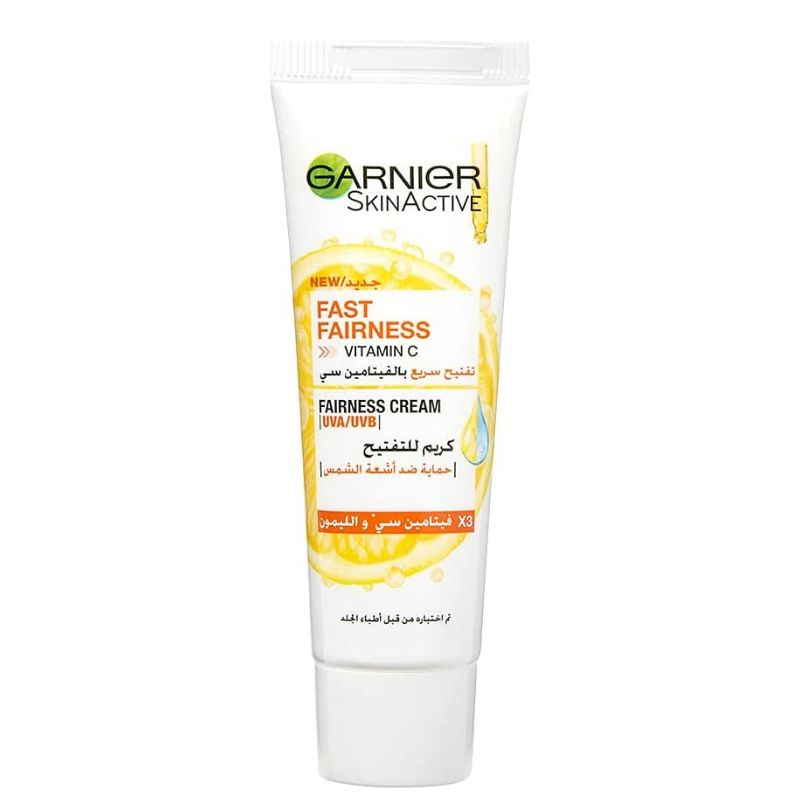 GARNIER
SKINACTIVE
NEW/جديد
FAST
FAIRNESS
VITAMIN C
تفتيح سريع بالفيتامين سي
FAIRNESS CREAM
|UVA/UVB|
كريم للتفتيح
|حماية ضد أشعة الشمس|
X3 فيتامين سي* و الليمون
تم اختباره من قبل أطباء الجلد